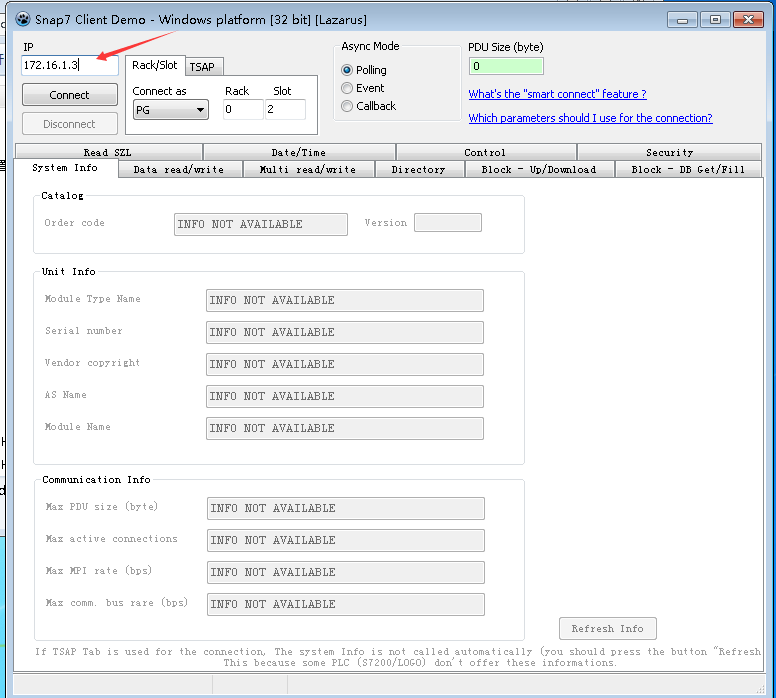 Snap7 Client Demo - Windows platform [32 bit] [Lazarus]
IP
172.16.1.3
Connect
Disconnect
Rack/Slot TSAP
Connect as Rack Slot
PG 0 2
Async Mode
Polling
Event
Callback
PDU Size (byte)
0
What's the "smart connect" feature ?
Which parameters should I use for the connection?
Read SZL Date/Time Control Security
System Info Data read/write Multi read/write Directory Block - Up/Download Block - DB Get/Fill
Catalog
Order code INFO NOT AVAILABLE Version
Unit Info
Module Type Name INFO NOT AVAILABLE
Serial number INFO NOT AVAILABLE
Vendor copyright INFO NOT AVAILABLE
AS Name INFO NOT AVAILABLE
Module Name INFO NOT AVAILABLE
Communication Info
Max PDU size (byte) INFO NOT AVAILABLE
Max active connections INFO NOT AVAILABLE
Max MPI rate (bps) INFO NOT AVAILABLE
Max comm. bus rare (bps) INFO NOT AVAILABLE
Refresh Info
If TSAP Tab is used for the connection, The system Info is not called automatically (you should press the button "Refresh
This because some PLC (S7200/LOGO) don't offer these informations.